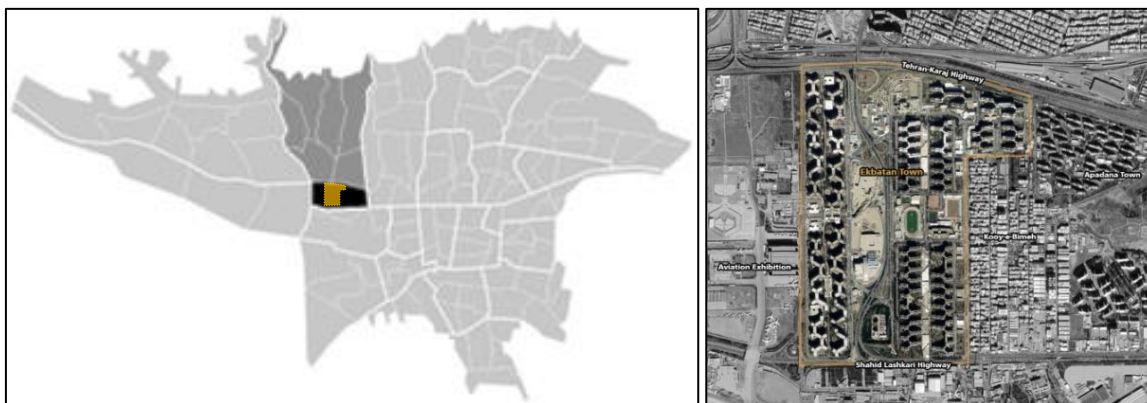 Tehran-Karaj Highway
Ekbatan Town
Apadana Town
Kooy-e-Bimeh
Aviation Exhibition
Shahid Lashkari Highway